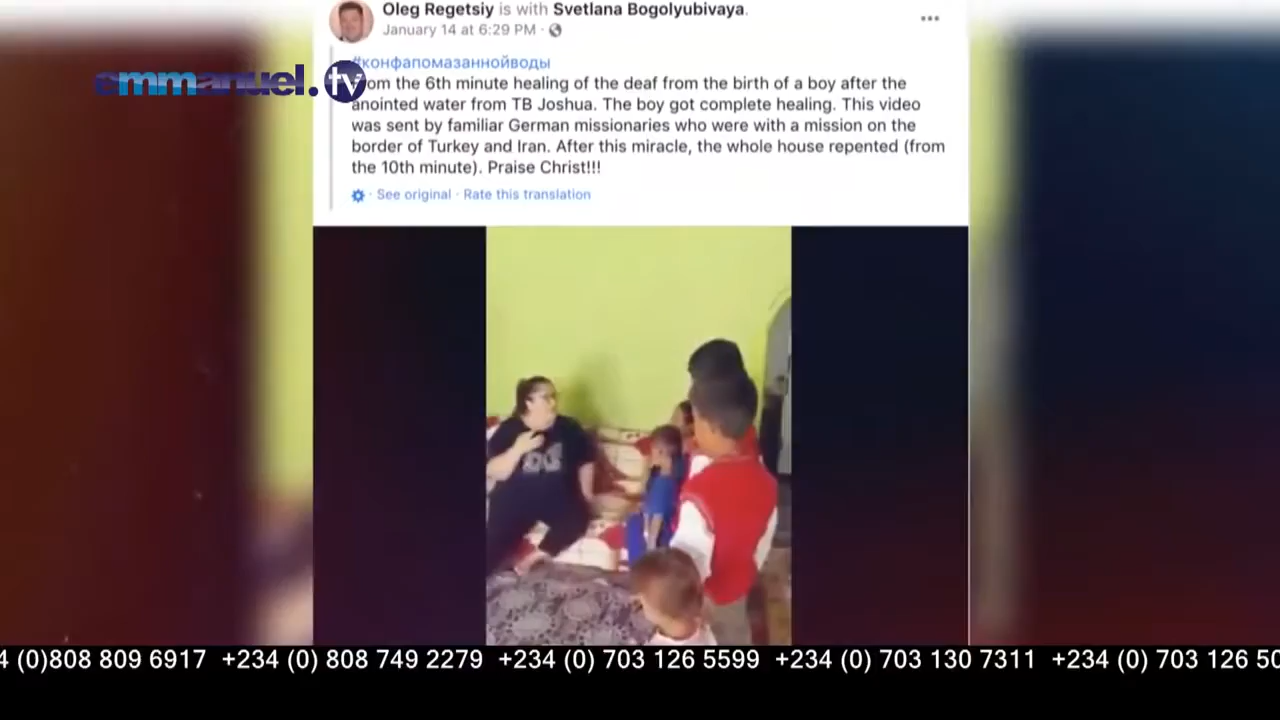 Oleg Regetsiy is with Svetlana Bogolyubivaya.
January 14 at 6:29 PM ·
#конфапомазаннойводы
emmanuel.tv
From the 6th minute healing of the deaf from the birth of a boy after the
anointed water from TB Joshua. The boy got complete healing. This video
was sent by familiar German missionaries who were with a mission on the
border of Turkey and Iran. After this miracle, the whole house repented (from
the 10th minute). Praise Christ!!!
· See original · Rate this translation
4 (0)808 809 6917 +234 (0) 808 749 2279 +234 (0) 703 126 5599 +234 (0) 703 130 7311 +234 (0) 703 126 50